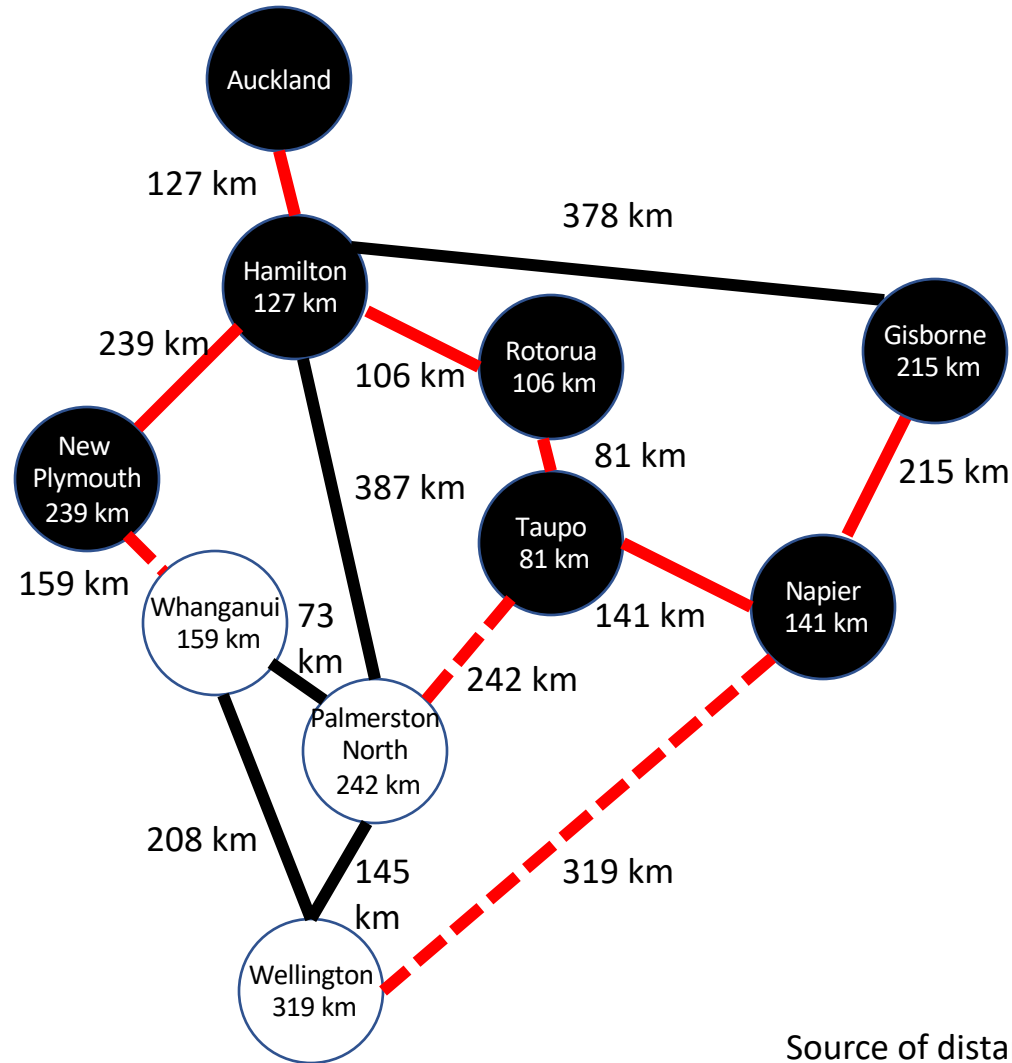 Auckland
127 km
378 km
Hamilton
127 km
Gisborne
215 km
239 km
Rotorua
106 km
106 km
New
Plymouth
239 km
81 km
215 km
387 km
Taupo
81 km
159 km
Napier
141 km
141 km
Whanganui
159 km
73
km
242 km
Palmerston
North
242 km
208 km
145
km
319 km
Wellington
319 km
Source of dista